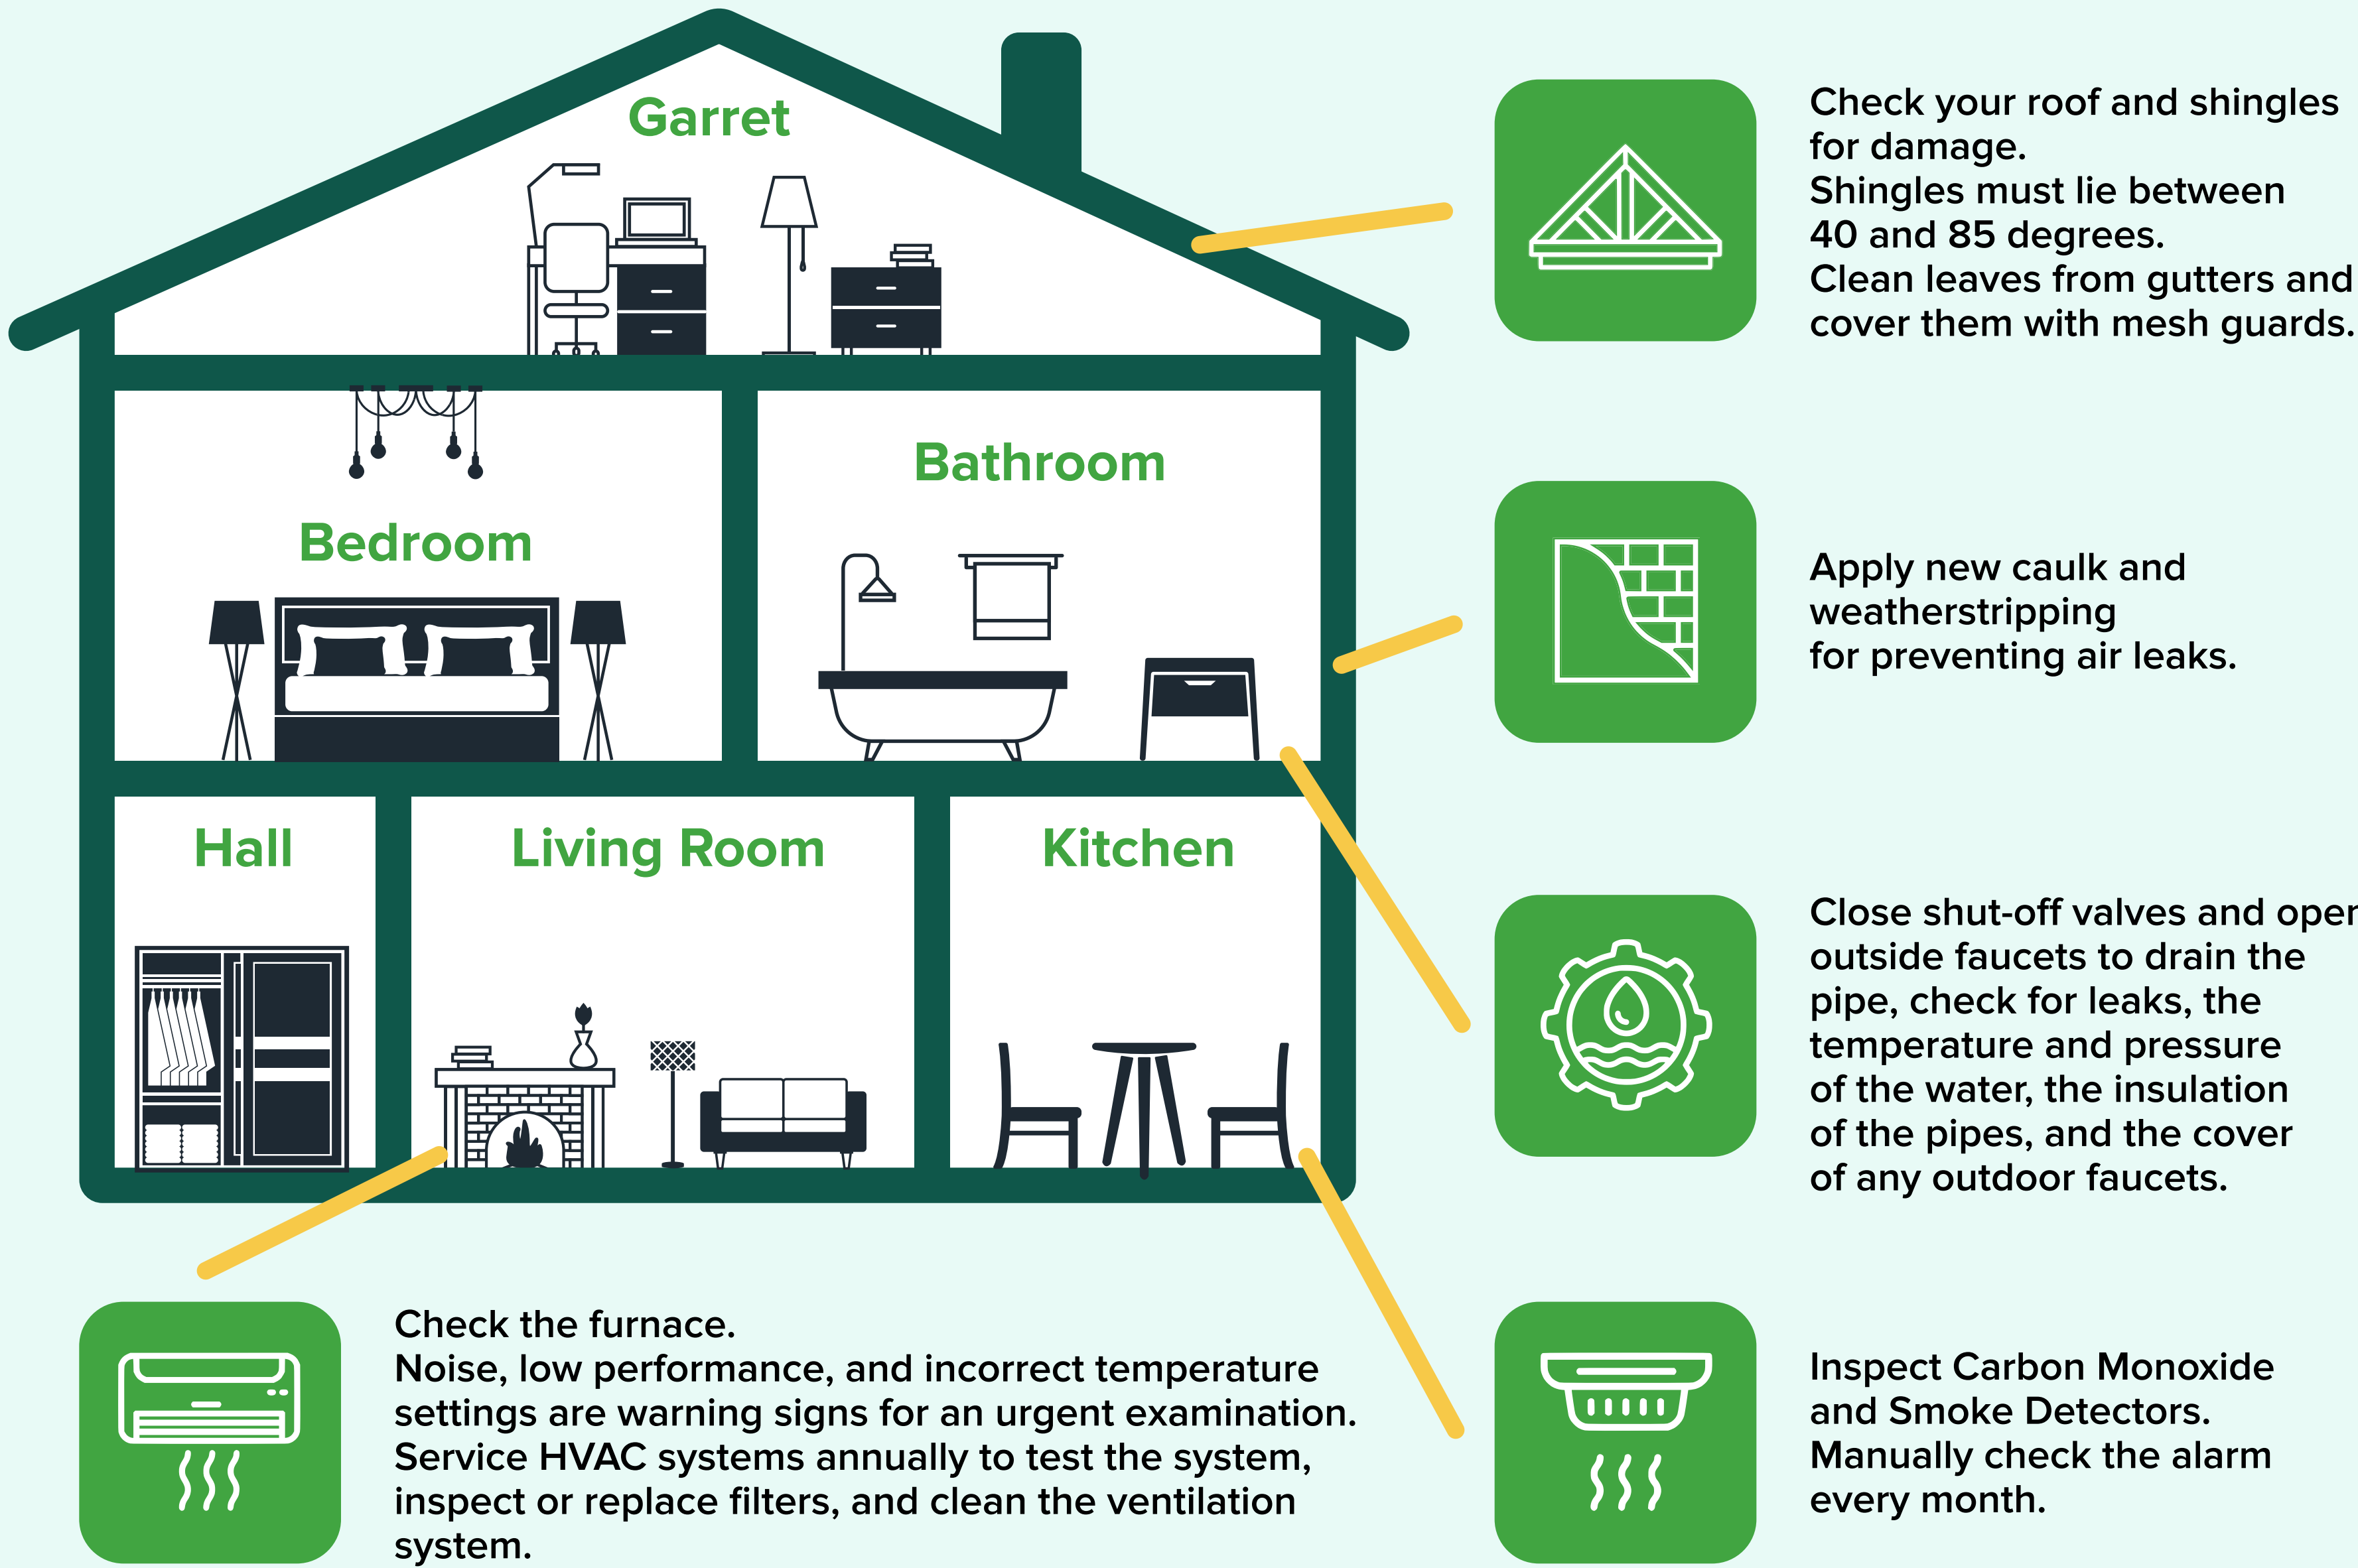 Garret
Check your roof and shingles
for damage.
Shingles must lie between
40 and 85 degrees.
Clean leaves from gutters and
cover them with mesh guards.
Bathroom
Bedroom
Apply new caulk and
weatherstripping
for preventing air leaks.
Hall
Living Room
Kitchen
Close shut-off valves and open
outside faucets to drain the
pipe, check for leaks, the
temperature and pressure
of the water, the insulation
of the pipes, and the cover
of any outdoor faucets.
Check the furnace.
Noise, low performance, and incorrect temperature
settings are warning signs for an urgent examination.
Service HVAC systems annually to test the system,
inspect or replace filters, and clean the ventilation
system.
Inspect Carbon Monoxide
and Smoke Detectors.
Manually check the alarm
every month.